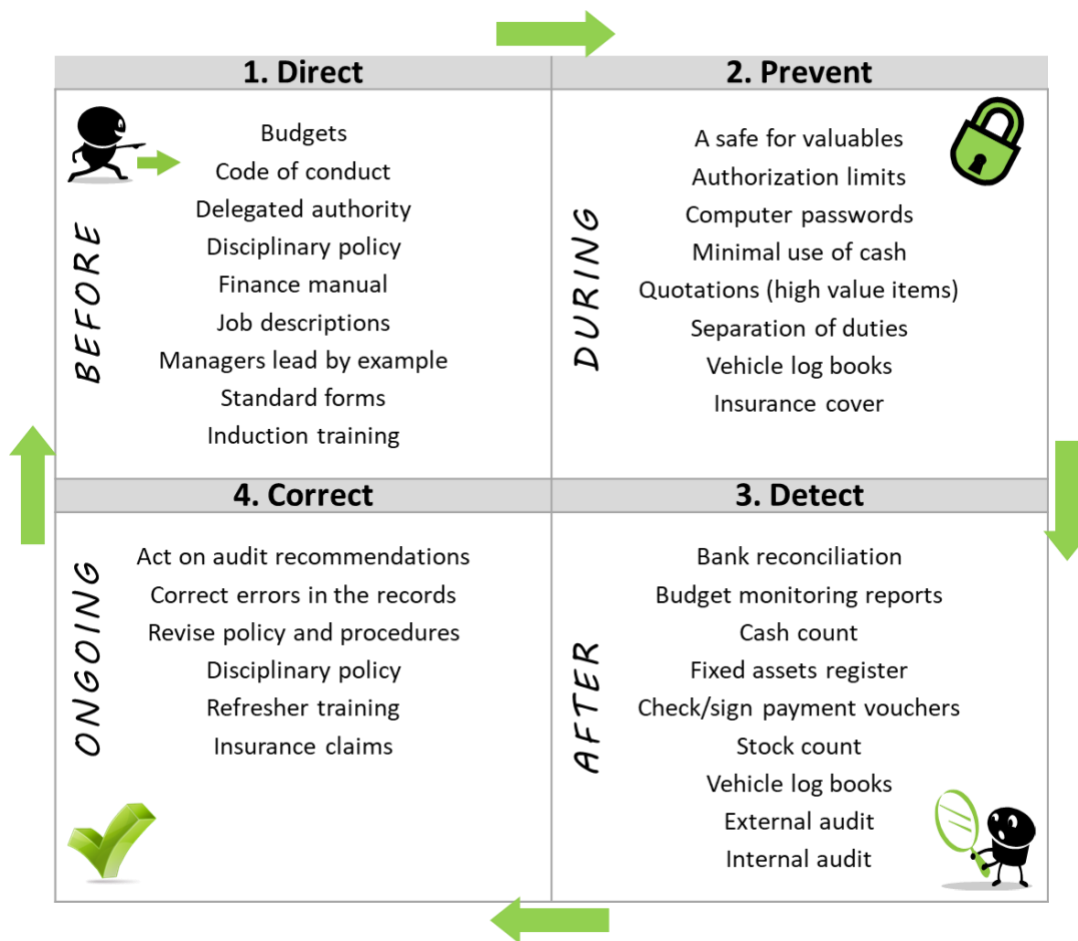 1. Direct
BEFORE
Budgets
Code of conduct
Delegated authority
Disciplinary policy
Finance manual
Job descriptions
Managers lead by example
Standard forms
Induction training
2. Prevent
DURING
A safe for valuables
Authorization limits
Computer passwords
Minimal use of cash
Quotations (high value items)
Separation of duties
Vehicle log books
Insurance cover
3. Detect
AFTER
Bank reconciliation
Budget monitoring reports
Cash count
Fixed assets register
Check/sign payment vouchers
Stock count
Vehicle log books
External audit
Internal audit
4. Correct
ONGOING
Act on audit recommendations
Correct errors in the records
Revise policy and procedures
Disciplinary policy
Refresher training
Insurance claims